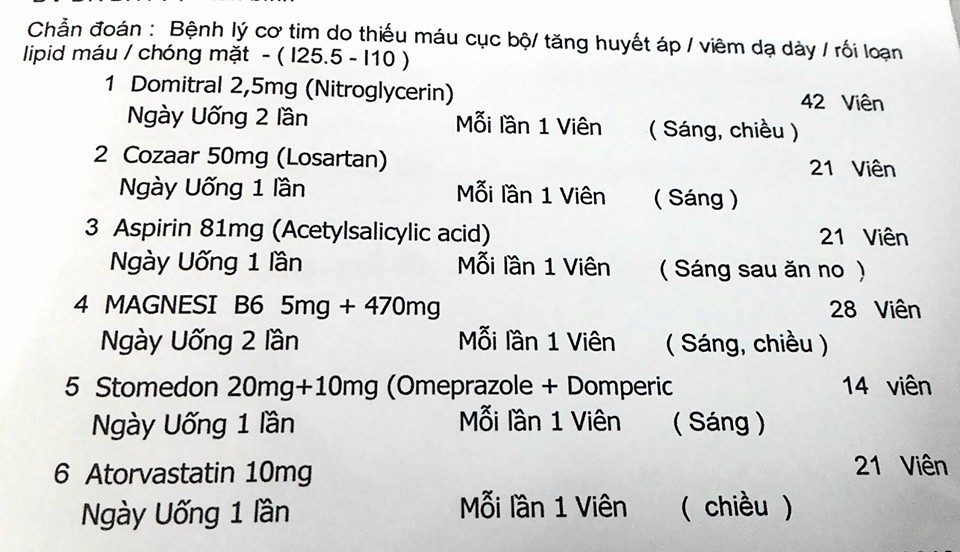 Chẩn đoán : Bệnh lý cơ tim do thiếu máu cục bộ/ tăng huyết áp / viêm dạ dày / rối loạn
lipid máu / chóng mặt - ( I25.5 - I10 )
1 Domitral 2,5mg (Nitroglycerin) 42 Viên
Ngày Uống 2 lần Mỗi lần 1 Viên ( Sáng, chiều )
2 Cozaar 50mg (Losartan) 21 Viên
Ngày Uống 1 lần Mỗi lần 1 Viên ( Sáng )
3 Aspirin 81mg (Acetylsalicylic acid) 21 Viên
Ngày Uống 1 lần Mỗi lần 1 Viên ( Sáng sau ăn no )
4 MAGNESI B6 5mg + 470mg 28 Viên
Ngày Uống 2 lần Mỗi lần 1 Viên ( Sáng, chiều )
5 Stomedon 20mg+10mg (Omeprazole + Domperic 14 viên
Ngày Uống 1 lần Mỗi lần 1 Viên ( Sáng )
6 Atorvastatin 10mg 21 Viên
Ngày Uống 1 lần Mỗi lần 1 Viên ( chiều )